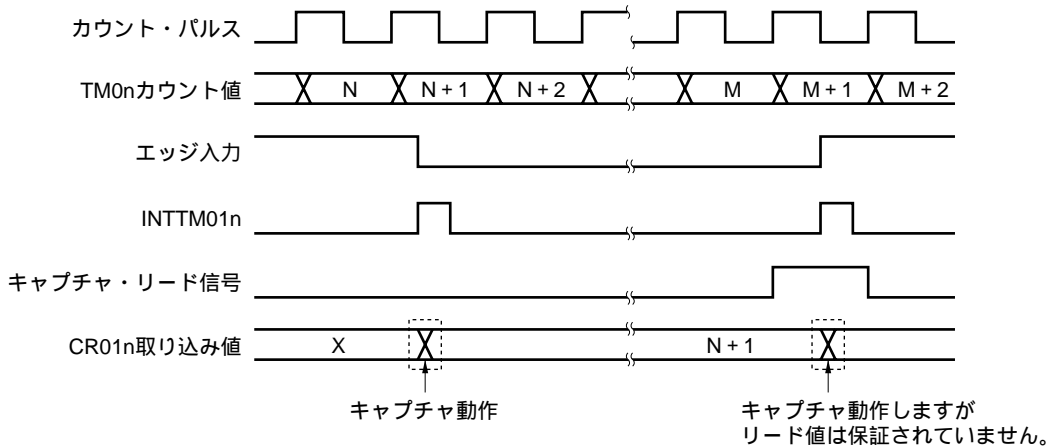 カウント・パルス
TM0nカウント値 N N + 1 N + 2 M M + 1 M + 2
エッジ入力
INTTM01n
キャプチャ・リード信号
CR01n取り込み値 X N + 1
キャプチャ動作
キャプチャ動作しますが
リード値は保証されていません。